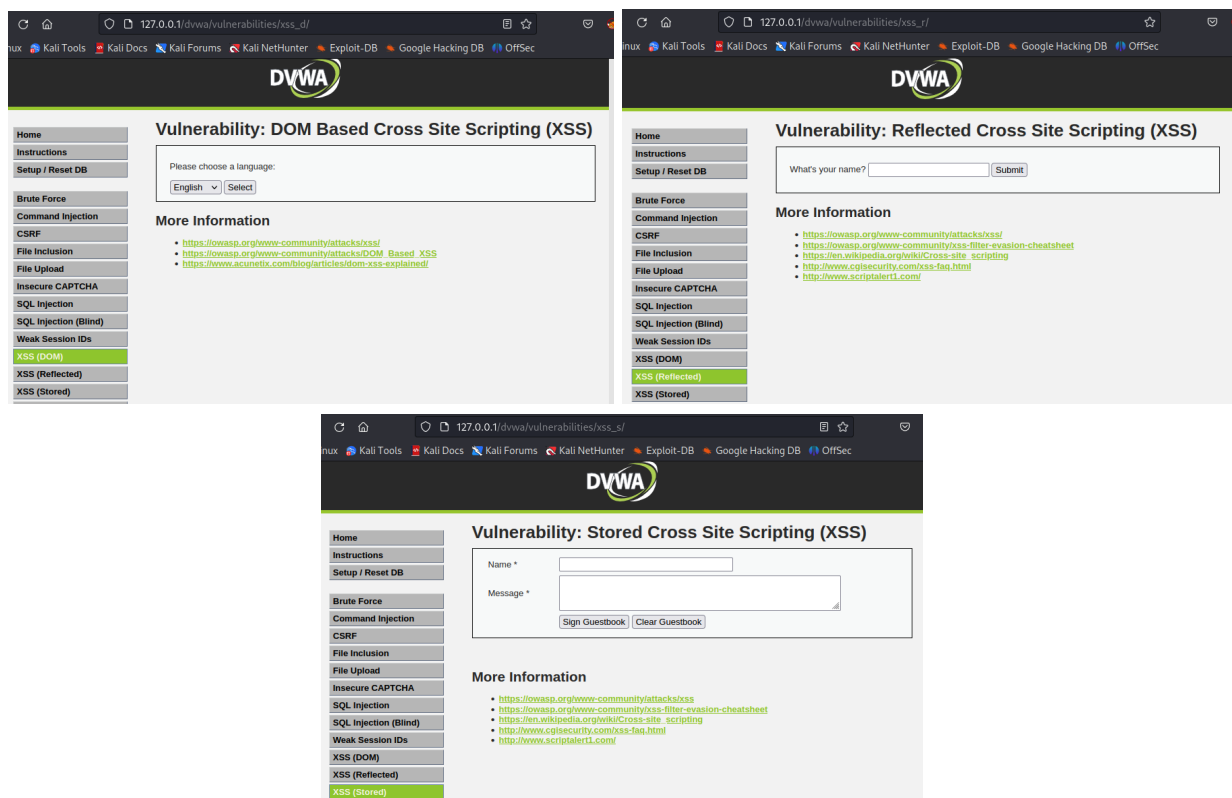 127.0.0.1/dvwa/vulnerabilities/xss_d/
nux Kali Tools Kali Docs Kali Forums Kali NetHunter Exploit-DB Google Hacking DB OffSec
DVWA
Home
Instructions
Setup / Reset DB
Brute Force
Command Injection
CSRF
File Inclusion
File Upload
Insecure CAPTCHA
SQL Injection
SQL Injection (Blind)
Weak Session IDs
XSS (DOM)
XSS (Reflected)
XSS (Stored)
Vulnerability: DOM Based Cross Site Scripting (XSS)
Please choose a language:
English Select
More Information
https://owasp.org/www-community/attacks/xss/
https://owasp.org/www-community/attacks/DOM_Based_XSS
https://www.acunetix.com/blog/articles/dom-xss-explained/
127.0.0.1/dvwa/vulnerabilities/xss_r/
inux Kali Tools Kali Docs Kali Forums Kali NetHunter Exploit-DB Google Hacking DB OffSec
DVWA
Home
Instructions
Setup / Reset DB
Brute Force
Command Injection
CSRF
File Inclusion
File Upload
Insecure CAPTCHA
SQL Injection
SQL Injection (Blind)
Weak Session IDs
XSS (DOM)
XSS (Reflected)
XSS (Stored)
Vulnerability: Reflected Cross Site Scripting (XSS)
What's your name? Submit
More Information
https://owasp.org/www-community/attacks/xss/
https://owasp.org/www-community/xss-filter-evasion-cheatsheet
https://en.wikipedia.org/wiki/Cross-site_scripting
http://www.cgisecurity.com/xss-faq.html
http://www.scriptalert1.com/
127.0.0.1/dvwa/vulnerabilities/xss_s/
nux Kali Tools Kali Docs Kali Forums Kali NetHunter Exploit-DB Google Hacking DB OffSec
DVWA
Home
Instructions
Setup / Reset DB
Brute Force
Command Injection
CSRF
File Inclusion
File Upload
Insecure CAPTCHA
SQL Injection
SQL Injection (Blind)
Weak Session IDs
XSS (DOM)
XSS (Reflected)
XSS (Stored)
Vulnerability: Stored Cross Site Scripting (XSS)
Name *
Message *
Sign Guestbook Clear Guestbook
More Information
https://owasp.org/www-community/attacks/xss
https://owasp.org/www-community/xss-filter-evasion-cheatsheet
https://en.wikipedia.org/wiki/Cross-site_scripting
http://www.cgisecurity.com/xss-faq.html
http://www.scriptalert1.com/